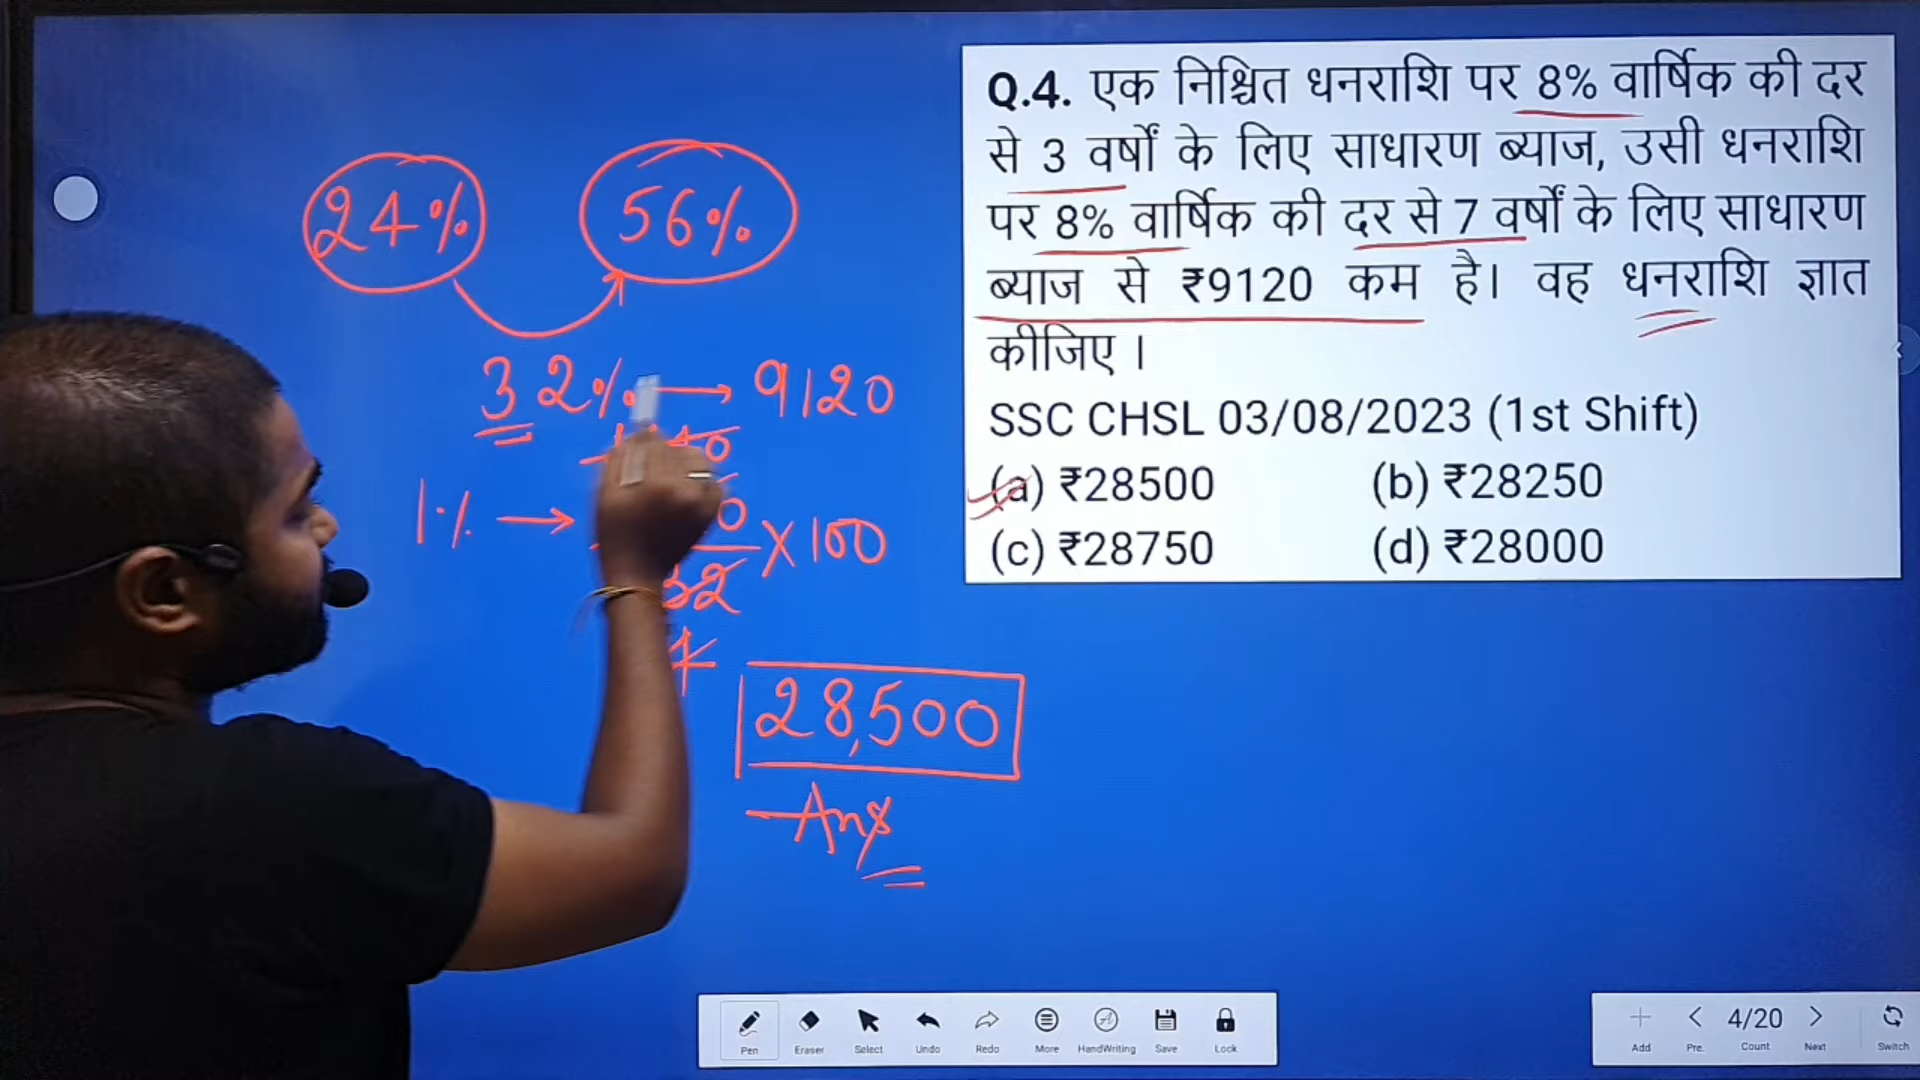 Q.4. एक निश्चित धनराशि पर 8% वार्षिक की दर
से 3 वर्षों के लिए साधारण ब्याज, उसी धनराशि
पर 8% वार्षिक की दर से 7 वर्षों के लिए साधारण
ब्याज से ₹9120 कम है। वह धनराशि ज्ञात
कीजिए।
SSC CHSL 03/08/2023 (1st Shift)
(a) ₹28500 (b) ₹28250
(c) ₹28750 (d) ₹28000
24% 56%
32% → 9120
1% →
32 × 100
28,500
Ans
Pen Eraser Select Undo Redo More HandWriting Save Lock
4/20
Add Pre. Count Next Switch